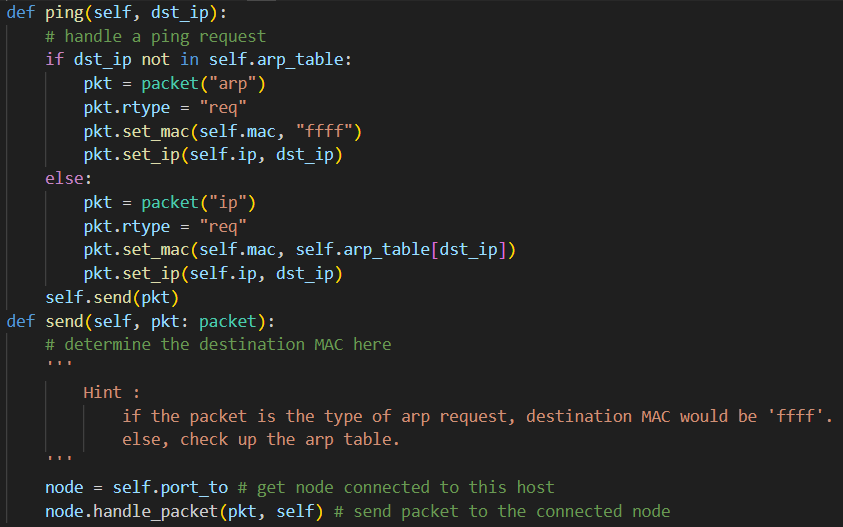 def ping(self, dst_ip):
    # handle a ping request
    if dst_ip not in self.arp_table:
        pkt = packet("arp")
        pkt.rtype = "req"
        pkt.set_mac(self.mac, "ffff")
        pkt.set_ip(self.ip, dst_ip)
    else:
        pkt = packet("ip")
        pkt.rtype = "req"
        pkt.set_mac(self.mac, self.arp_table[dst_ip])
        pkt.set_ip(self.ip, dst_ip)
    self.send(pkt)
def send(self, pkt: packet):
    # determine the destination MAC here
    '''
        Hint :
            if the packet is the type of arp request, destination MAC would be 'ffff'.
            else, check up the arp table.
    '''
    node = self.port_to # get node connected to this host
    node.handle_packet(pkt, self) # send packet to the connected node